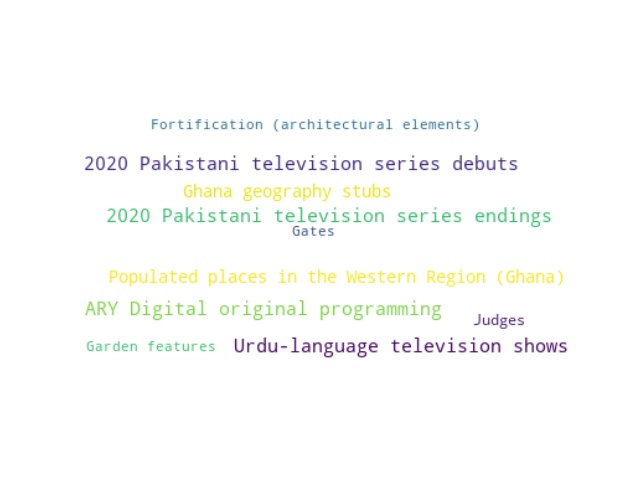 Fortification (architectural elements)
2020 Pakistani television series debuts
Ghana geography stubs
2020 Pakistani television series endings
Gates
Populated places in the Western Region (Ghana)
ARY Digital original programming
Judges
Garden features
Urdu-language television shows